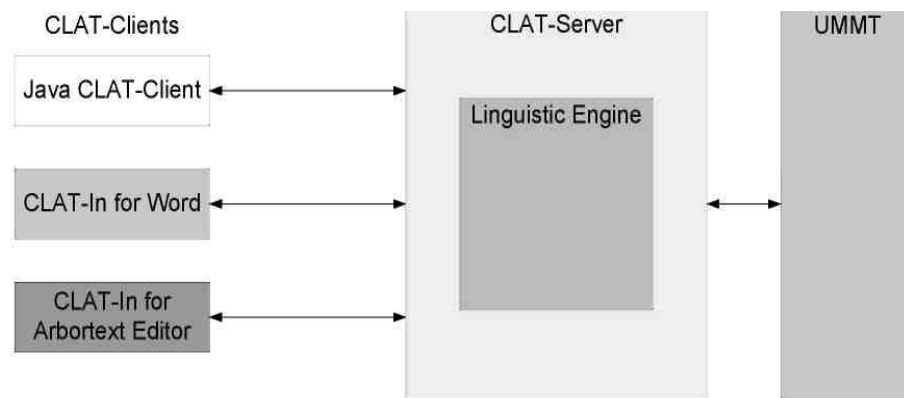 CLAT-Clients
Java CLAT-Client
CLAT-In for Word
CLAT-In for
Arbortext Editor
CLAT-Server
Linguistic Engine
UMMT